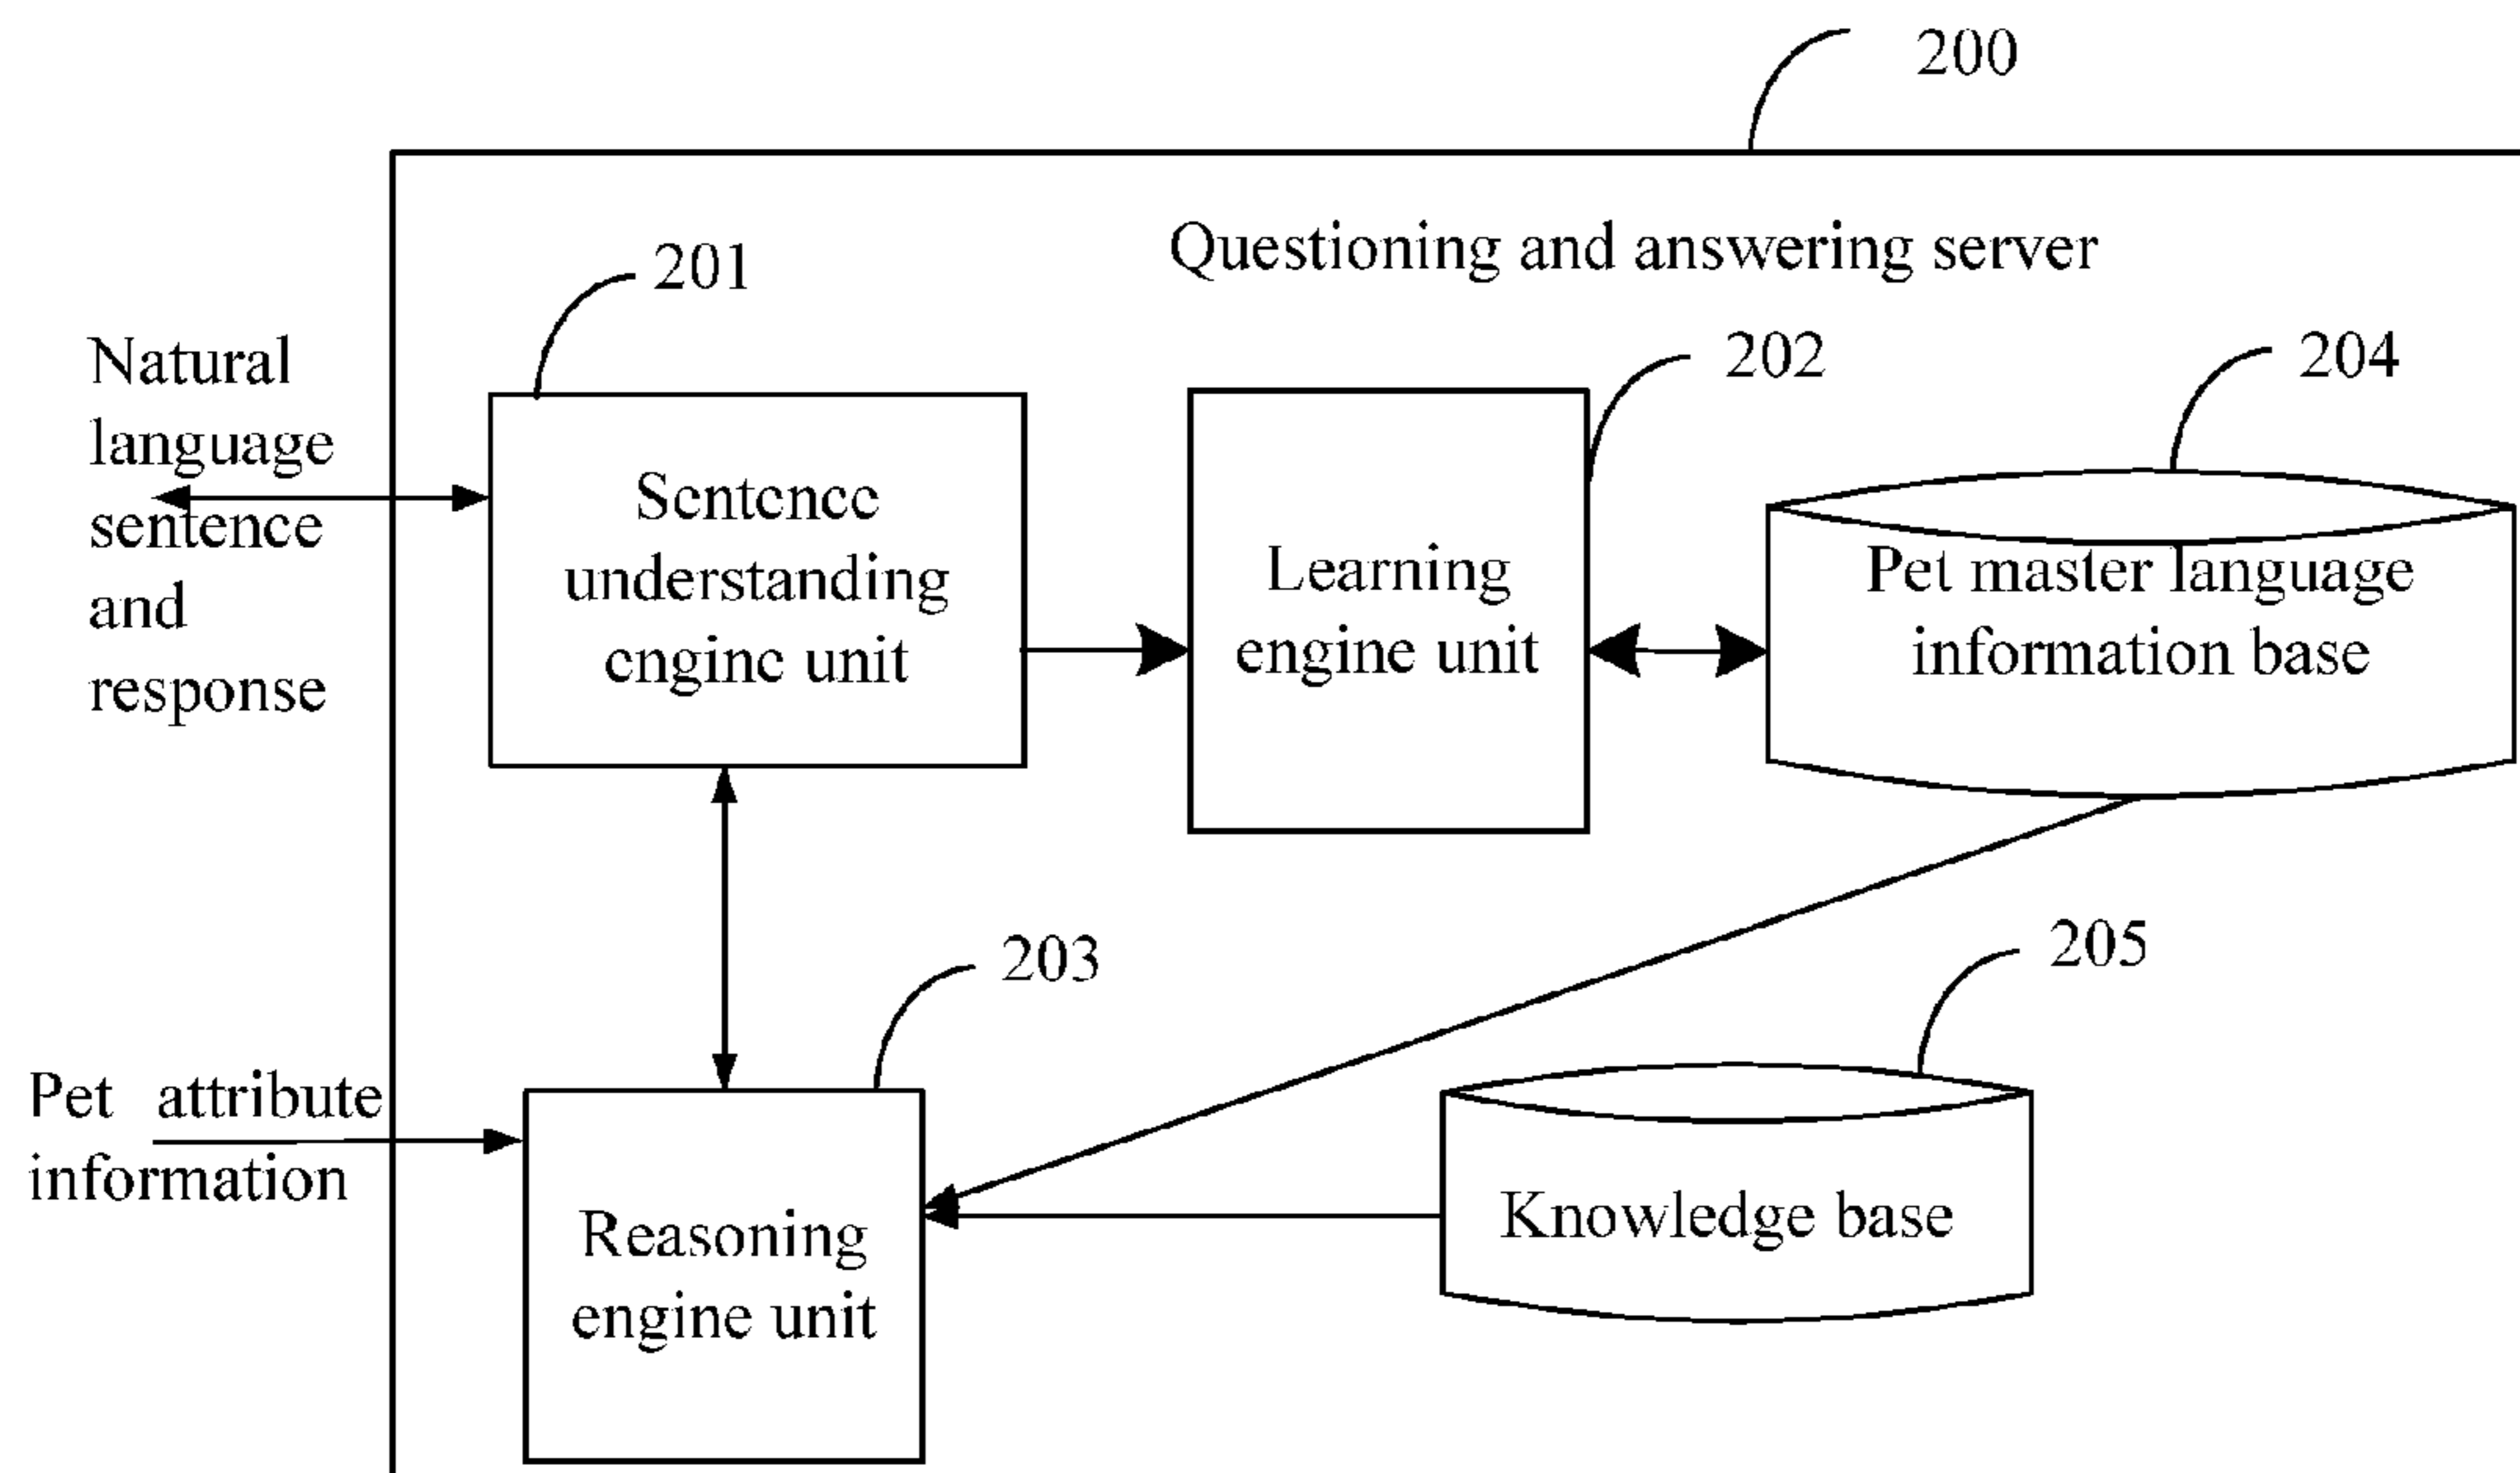 200
Questioning and answering server
201
202
204
Natural
language
sentence
and
response
Sentence
understanding
engine unit
Learning
engine unit
Pet master language
information base
203
205
Pet attribute
information
Reasoning
engine unit
Knowledge base